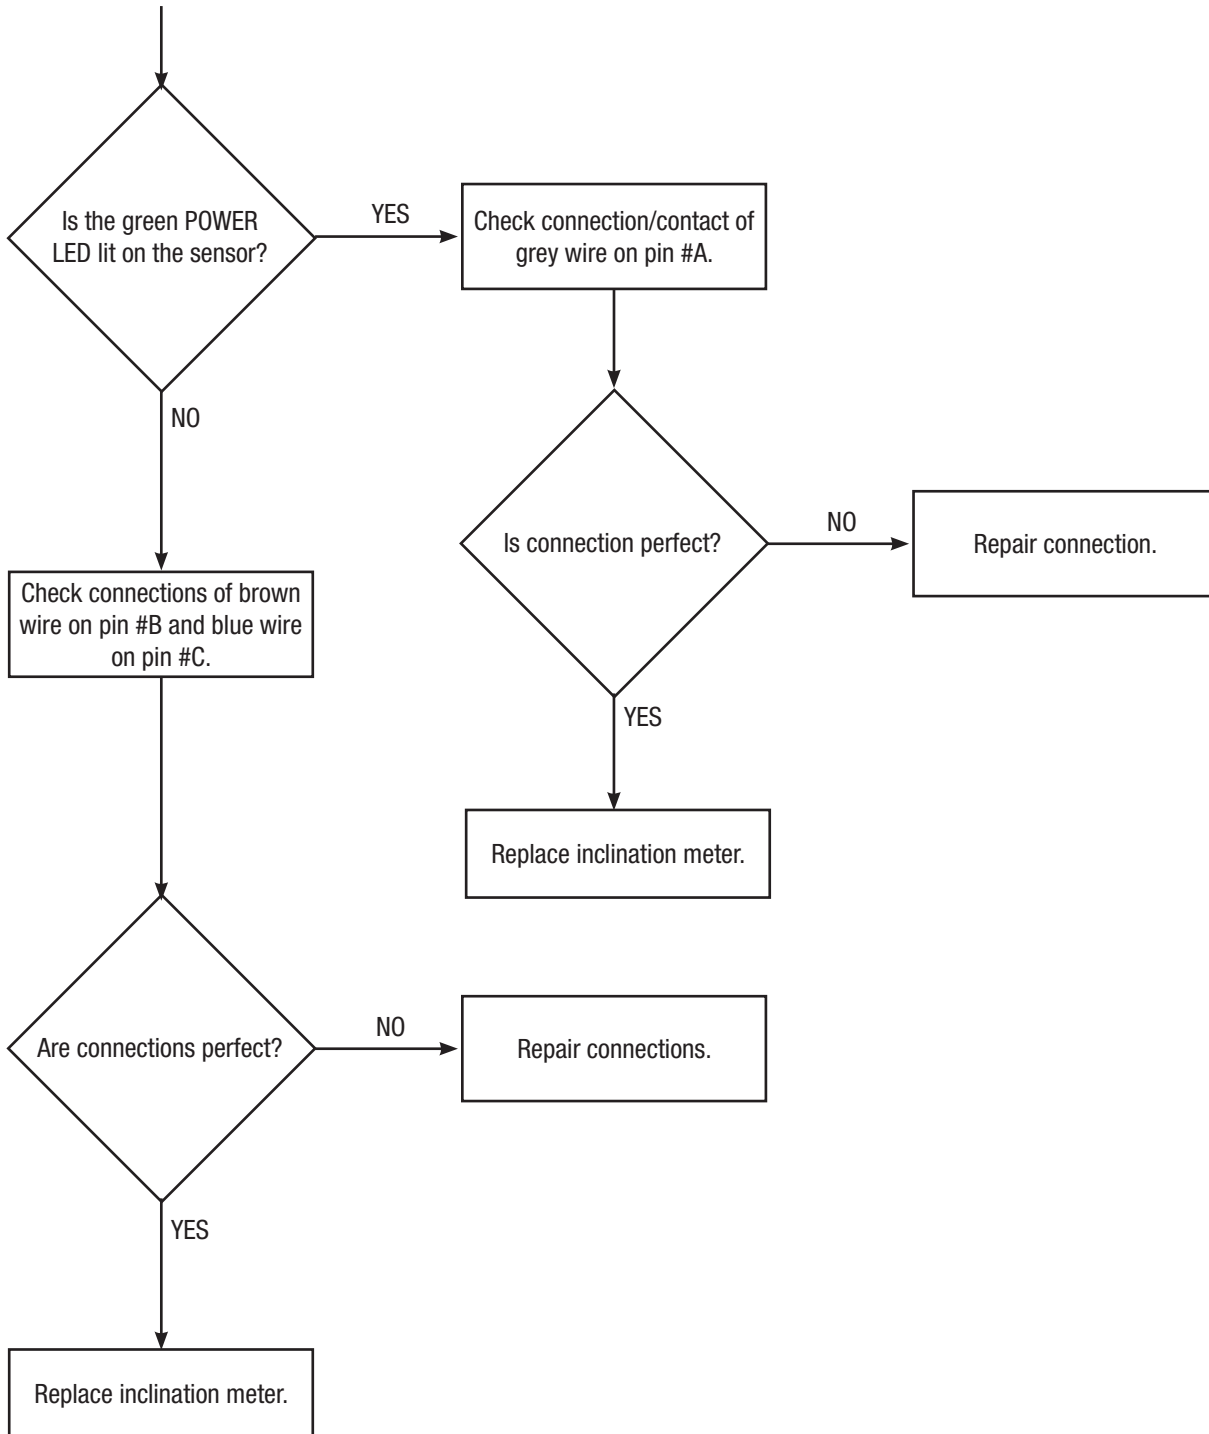 Is the green POWER
LED lit on the sensor?
YES
Check connection/contact of
grey wire on pin #A.
NO
Is connection perfect?
NO
Repair connection.
Check connections of brown
wire on pin #B and blue wire
on pin #C.
YES
Replace inclination meter.
Are connections perfect?
NO
Repair connections.
YES
Replace inclination meter.